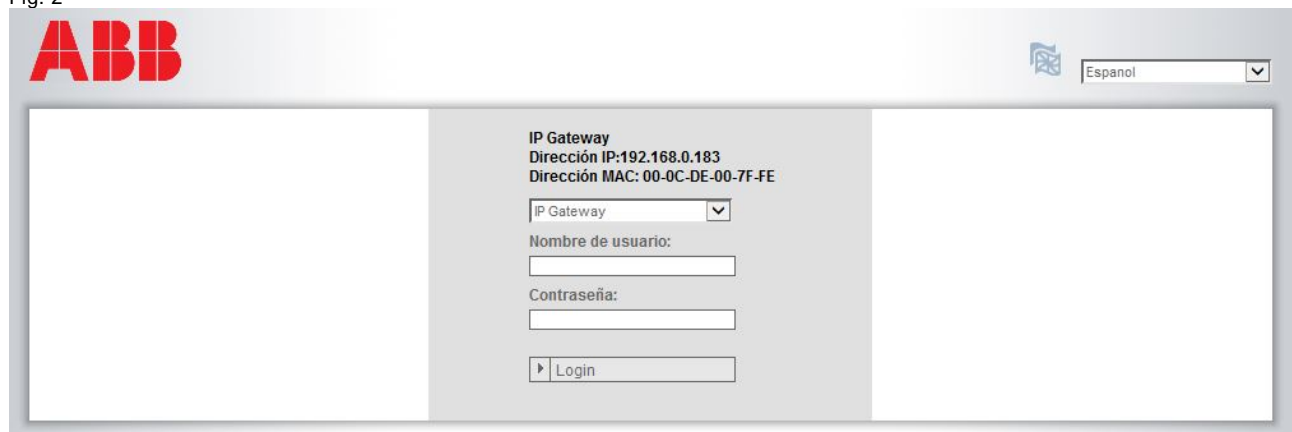 Fig. 2
ABB
Espanol
IP Gateway
Dirección IP:192.168.0.183
Dirección MAC: 00-0C-DE-00-7F-FE
IP Gateway
Nombre de usuario:
Contraseña:
Login